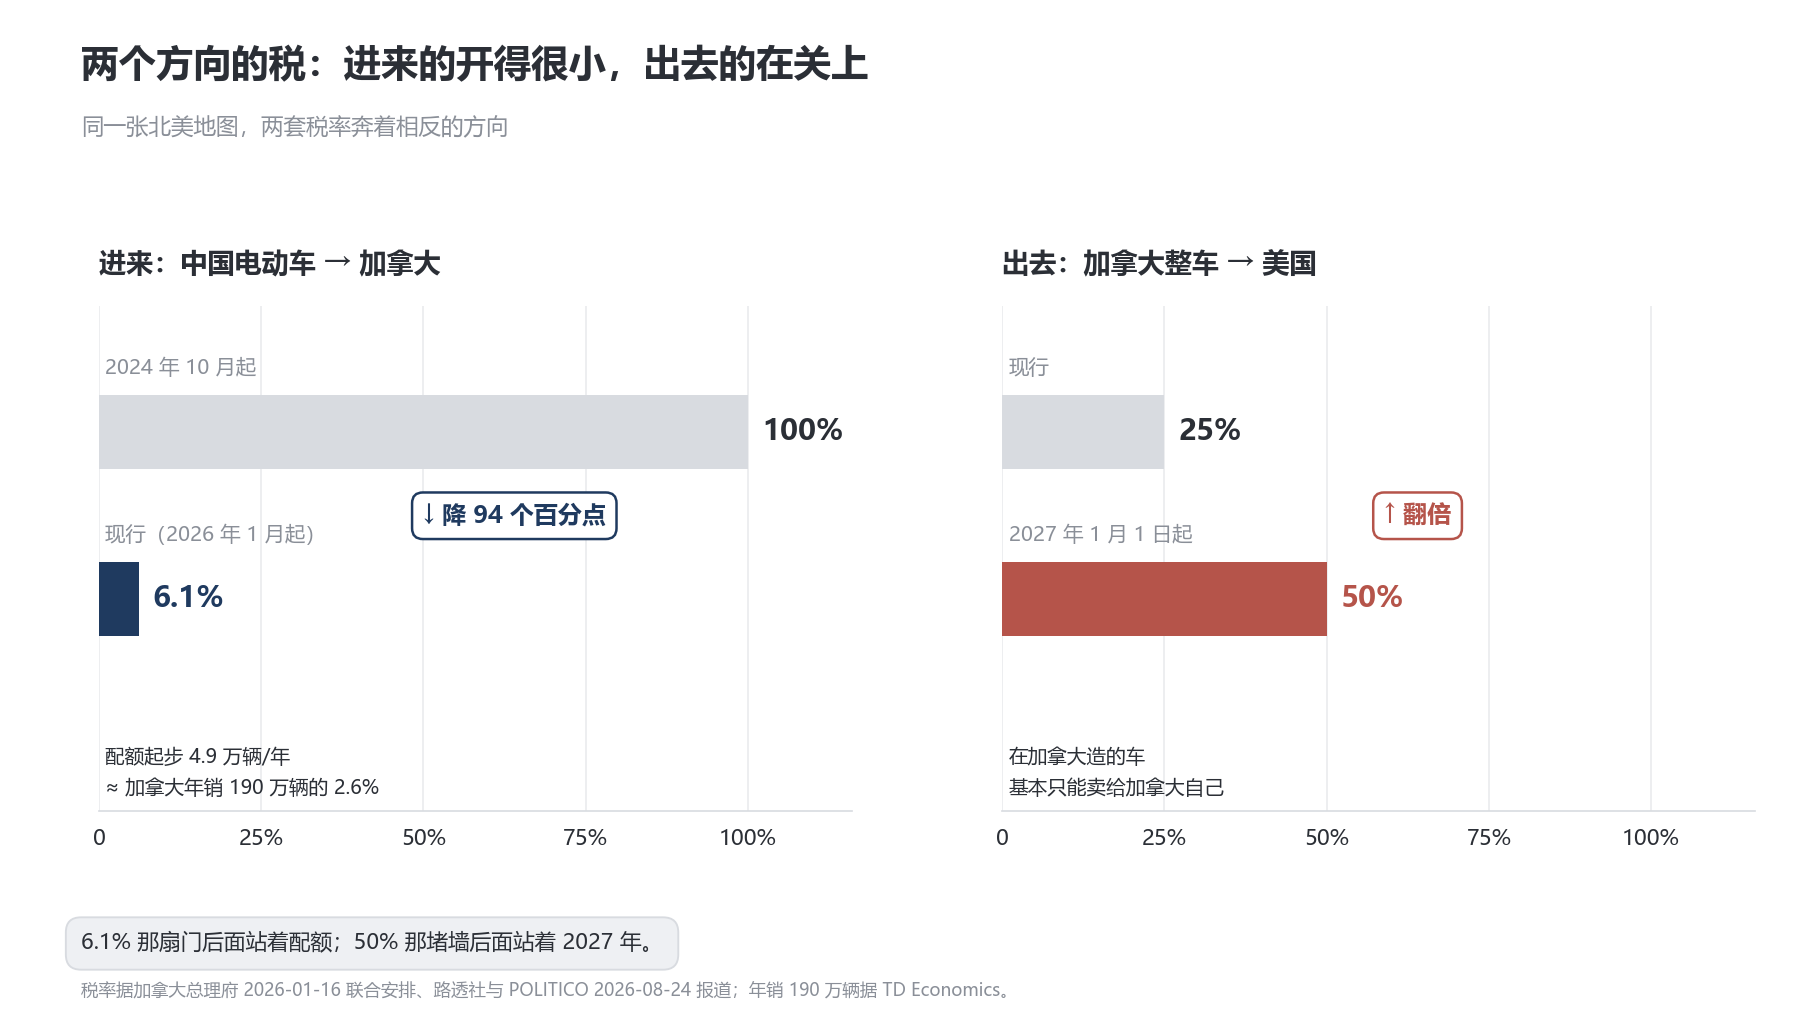 两个方向的税：进来的开得很小，出去的在关上
同一张北美地图，两套税率奔着相反的方向
进来：中国电动车 → 加拿大
2024 年 10 月起
100%
↓ 降 94 个百分点
现行（2026 年 1 月起）
6.1%
配额起步 4.9 万辆/年
≈ 加拿大年销 190 万辆的 2.6%
0 25% 50% 75% 100%
出去：加拿大整车 → 美国
现行
25%
↑ 翻倍
2027 年 1 月 1 日起
50%
在加拿大造的车
基本只能卖给加拿大自己
0 25% 50% 75% 100%
6.1% 那扇门后面站着配额；50% 那堵墙后面站着 2027 年。
税率据加拿大总理府 2026-01-16 联合安排、路透社与 POLITICO 2026-08-24 报道；年销 190 万辆据 TD Economics。